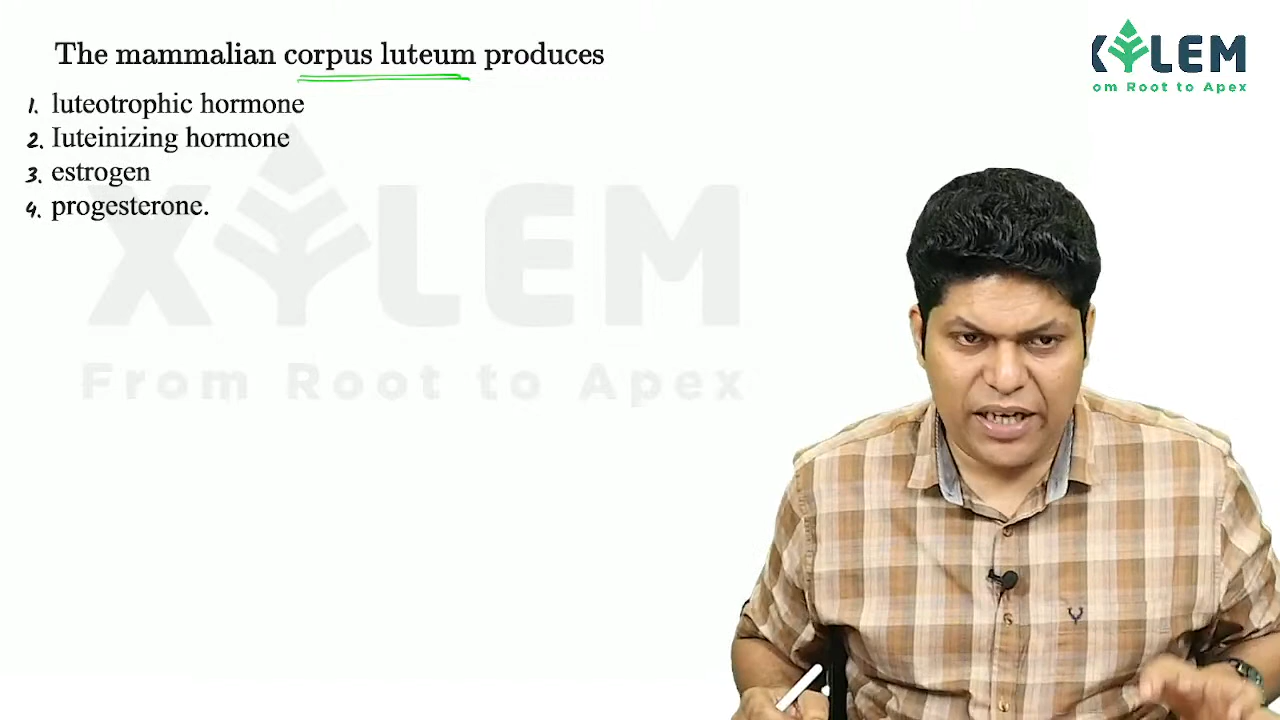 The mammalian corpus luteum produces
1. luteotrophic hormone
2. Iuteinizing hormone
3. estrogen
4. progesterone.
XYLEM
From Root to Apex
XYLEM
om Root to Apex